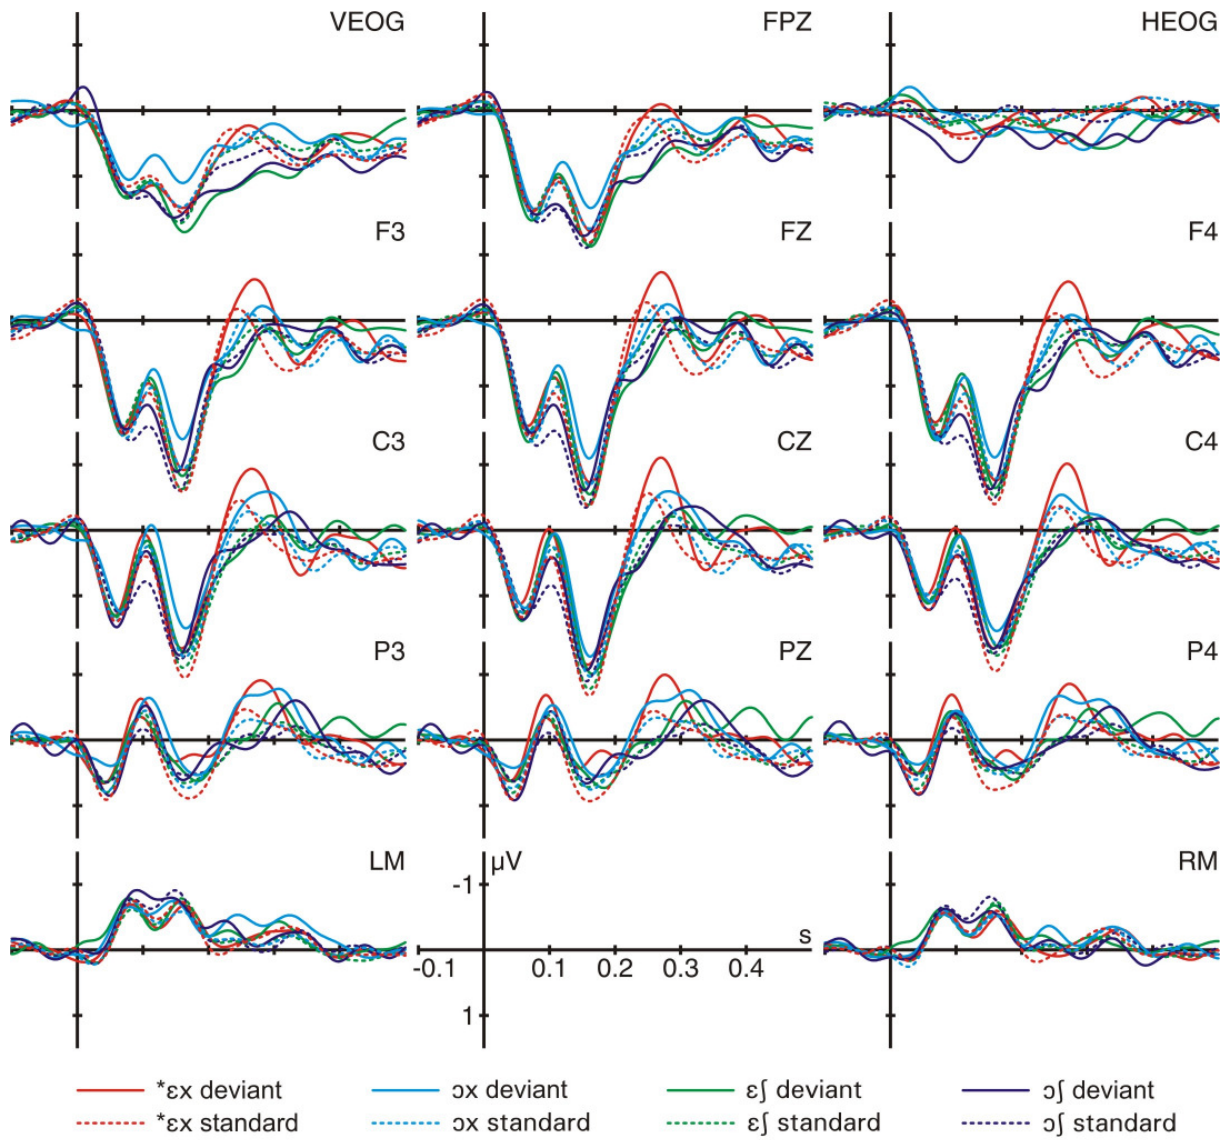 VEOG FPZ HEOG
F3 FZ F4
C3 CZ C4
P3 PZ P4
LM µV RM
-1
s
-0.1 0.1 0.2 0.3 0.4
1
*ɛx deviant ɔx deviant ɛʃ deviant ɔʃ deviant
*ɛx standard ɔx standard ɛʃ standard ɔʃ standard